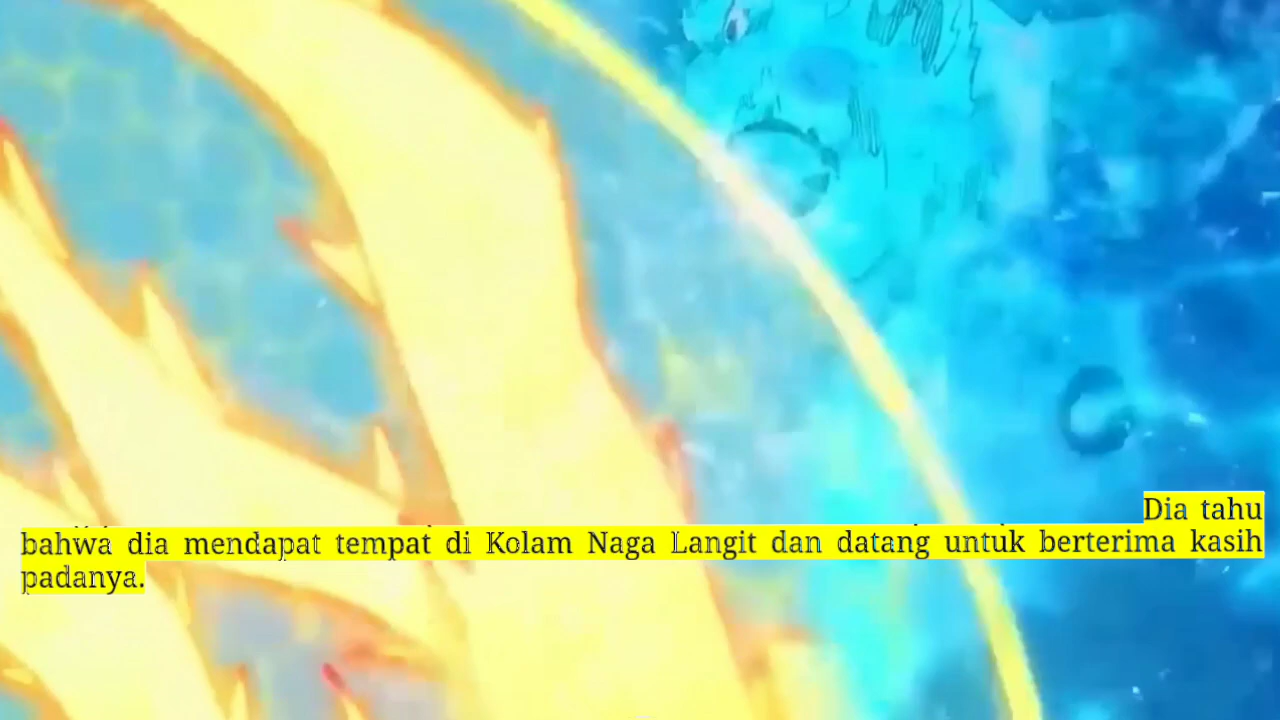 Dia tahu
bahwa dia mendapat tempat di Kolam Naga Langit dan datang untuk berterima kasih
padanya.